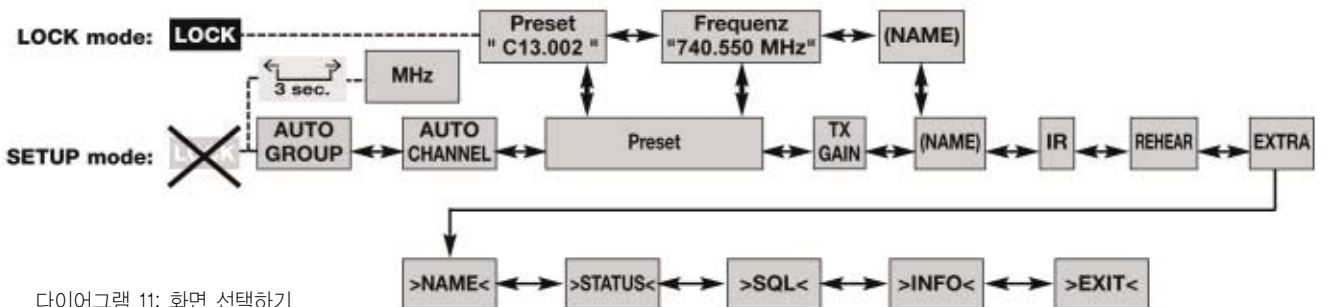 LOCK mode:
LOCK
Preset
" C13.002 "
Frequenz
"740.550 MHz"
(NAME)
3 sec.
MHz
SETUP mode:
LOCK
AUTO
GROUP
AUTO
CHANNEL
Preset
TX
GAIN
(NAME)
IR
REHEAR
EXTRA
>NAME<
>STATUS<
>SQL<
>INFO<
>EXIT<
다이어그램 11: 화면 선택하기